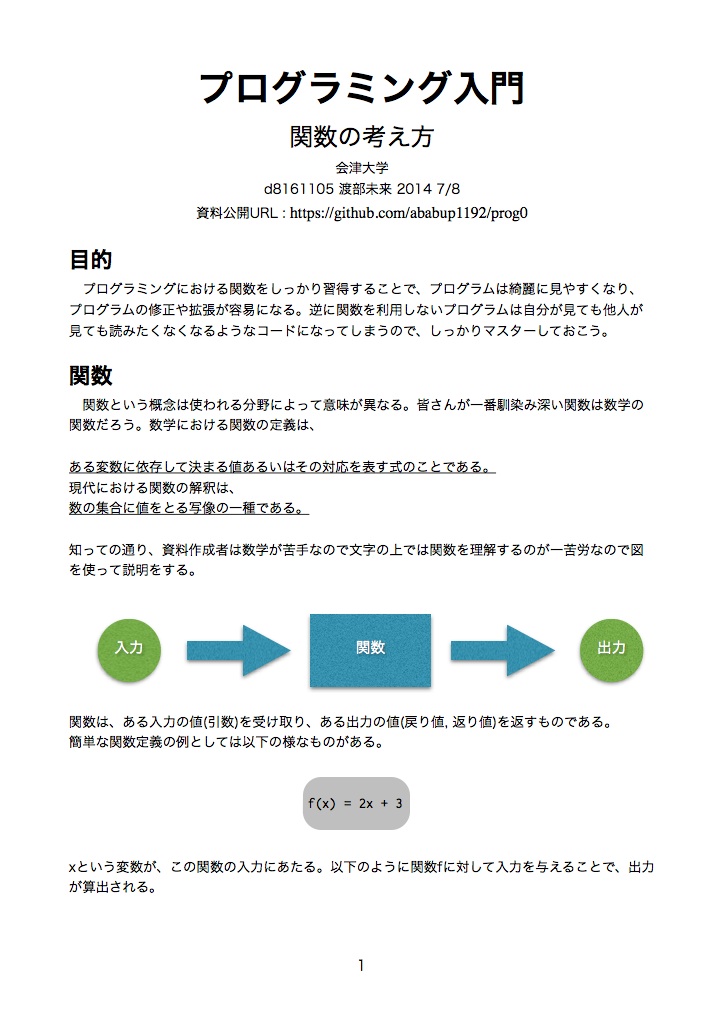 プログラミング入門
関数の考え方
会津大学
d8161105 渡部未来 2014 7/8
資料公開URL : https://github.com/ababup1192/prog0
目的
プログラミングにおける関数をしっかり習得することで、プログラムは綺麗に見やすくなり、
プログラムの修正や拡張が容易になる。逆に関数を利用しないプログラムは自分が見ても他人が
見ても読みたくなくなるようなコードになってしまうので、しっかりマスターしておこう。
関数
関数という概念は使われる分野によって意味が異なる。皆さんが一番馴染み深い関数は数学の
関数だろう。数学における関数の定義は、
ある変数に依存して決まる値あるいはその対応を表す式のことである。
現代における関数の解釈は、
数の集合に値をとる写像の一種である。
知っての通り、資料作成者は数学が苦手なので文字の上では関数を理解するのが一苦労なので図
を使って説明をする。
入力
関数
出力
関数は、ある入力の値(引数)を受け取り、ある出力の値(戻り値, 返り値)を返すものである。
簡単な関数定義の例としては以下の様なものがある。
f(x) = 2x + 3
xという変数が、この関数の入力にあたる。以下のように関数fに対して入力を与えることで、出力
が算出される。
1